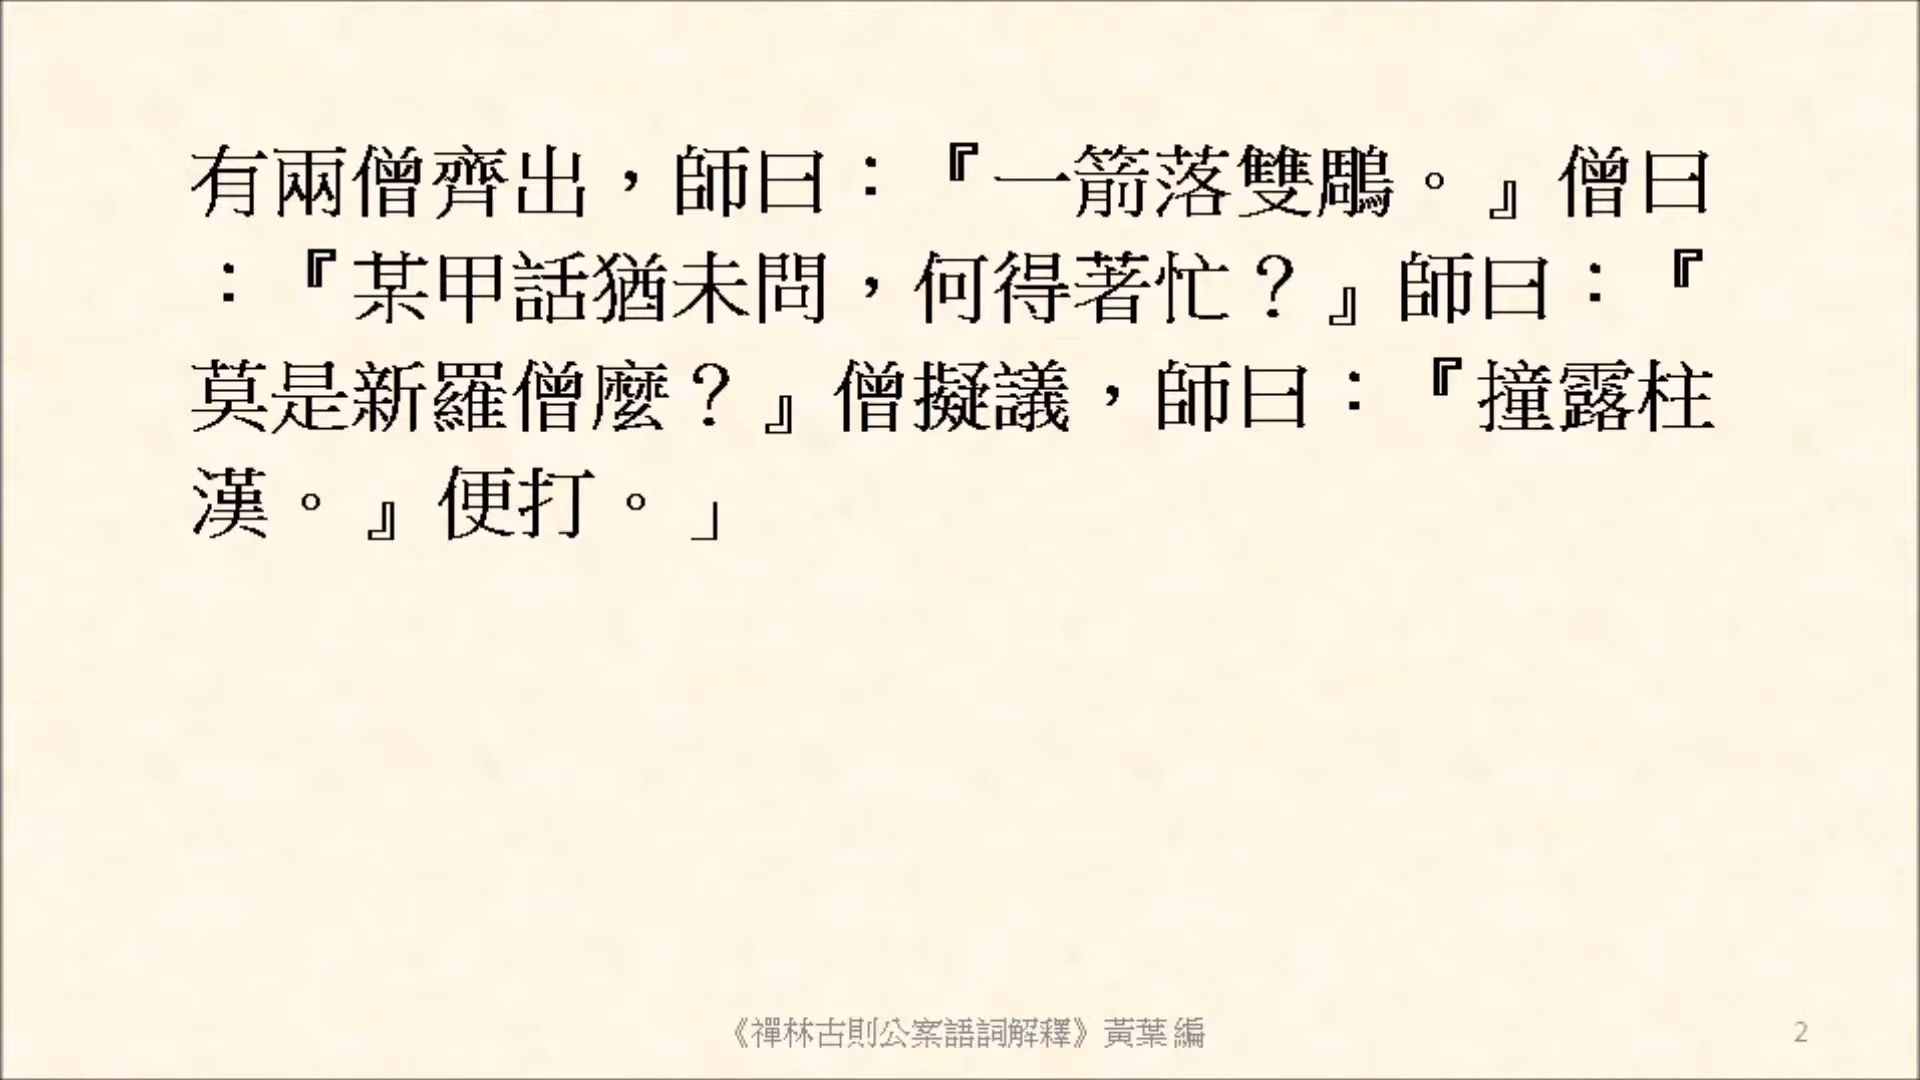 有兩僧齊出，師曰：『一箭落雙鵰。』僧曰
：『某甲話猶未問，何得著忙？』師曰：『
莫是新羅僧麼？』僧擬議，師曰：『撞露柱
漢。』便打。」
《禪林古則公案語詞解釋》黃葉 編
2